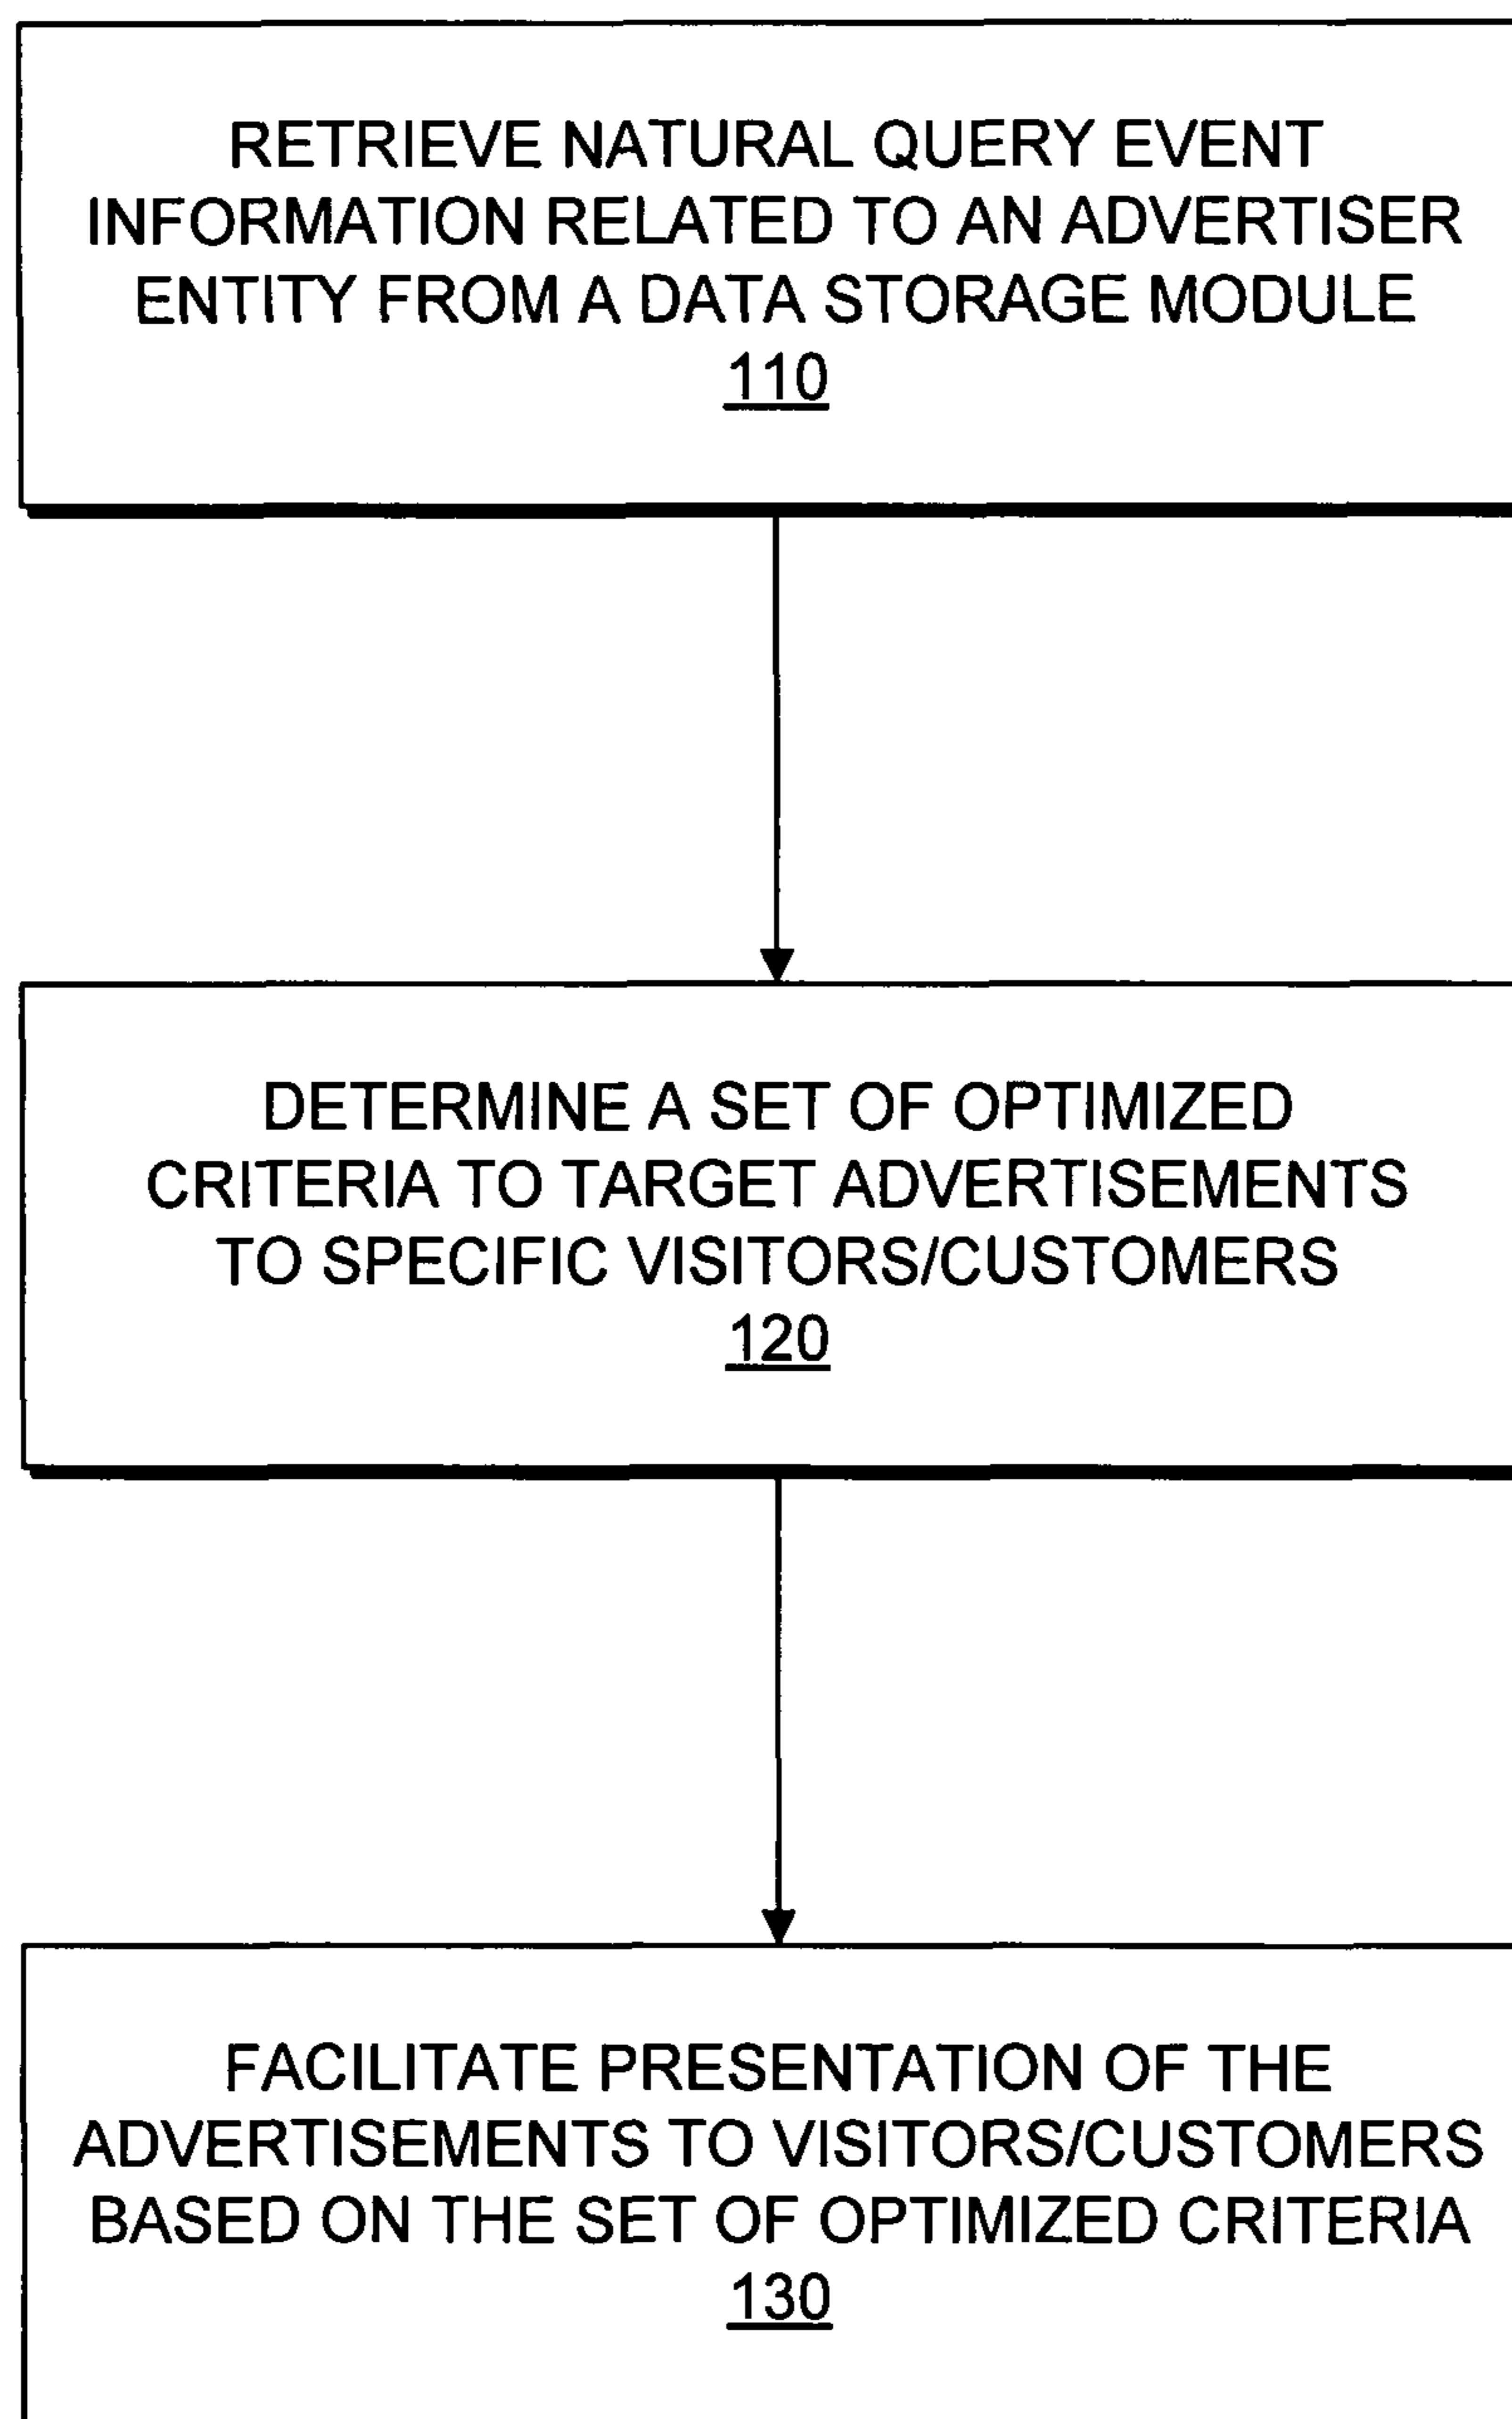 RETRIEVE NATURAL QUERY EVENT
INFORMATION RELATED TO AN ADVERTISER
ENTITY FROM A DATA STORAGE MODULE
110
DETERMINE A SET OF OPTIMIZED
CRITERIA TO TARGET ADVERTISEMENTS
TO SPECIFIC VISITORS/CUSTOMERS
120
FACILITATE PRESENTATION OF THE
ADVERTISEMENTS TO VISITORS/CUSTOMERS
BASED ON THE SET OF OPTIMIZED CRITERIA
130